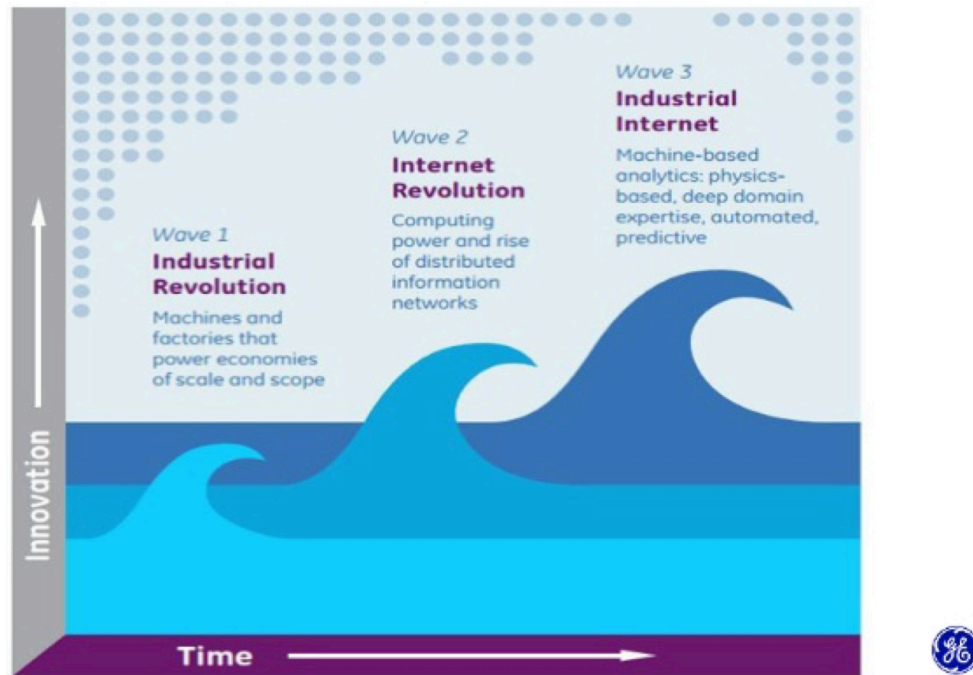 Wave 1
Industrial
Revolution
Machines and
factories that
power economies
of scale and scope
Wave 2
Internet
Revolution
Computing
power and rise
of distributed
information
networks
Wave 3
Industrial
Internet
Machine-based
analytics: physics-
based, deep domain
expertise, automated,
predictive
Innovation
Time
GE